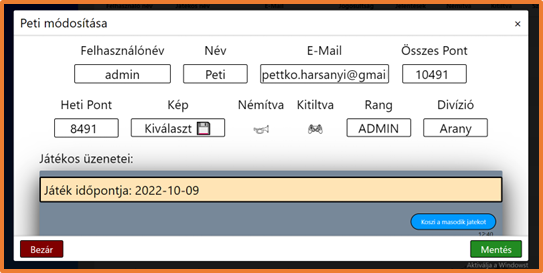 Peti módosítása ×
Felhasználónév Név E-Mail Összes Pont
admin Peti pettko.harsanyi@gmai 10491
Heti Pont Kép Némítva Kitiltva Rang Divízió
8491 Kiválaszt ADMIN Arany
Játékos üzenetei:
Játék időpontja: 2022-10-09
Koszi a masodik jatekot
12:40
Bezár Mentés
Aktiválja a Windowst